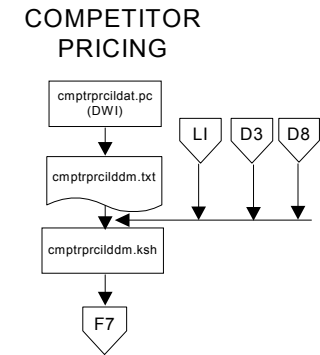 COMPETITOR
PRICING
cmptrprcildat.pc
(DWI)
LI
D3
D8
cmptrprcilddm.txt
cmptrprcilddm.ksh
F7